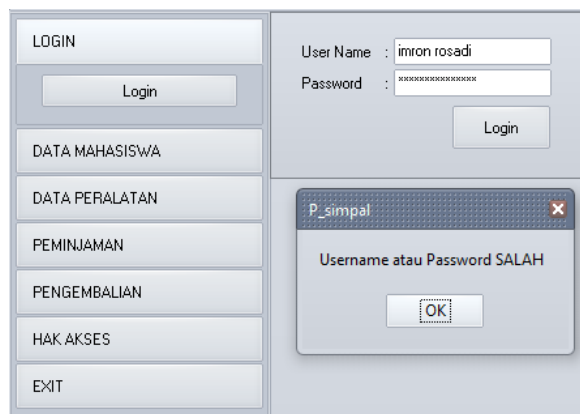 LOGIN
Login
DATA MAHASISWA
DATA PERALATAN
PEMINJAMAN
PENGEMBALIAN
HAK AKSES
EXIT
User Name : imron rosadi
Password : ***************
Login
P_simpal
Username atau Password SALAH
OK